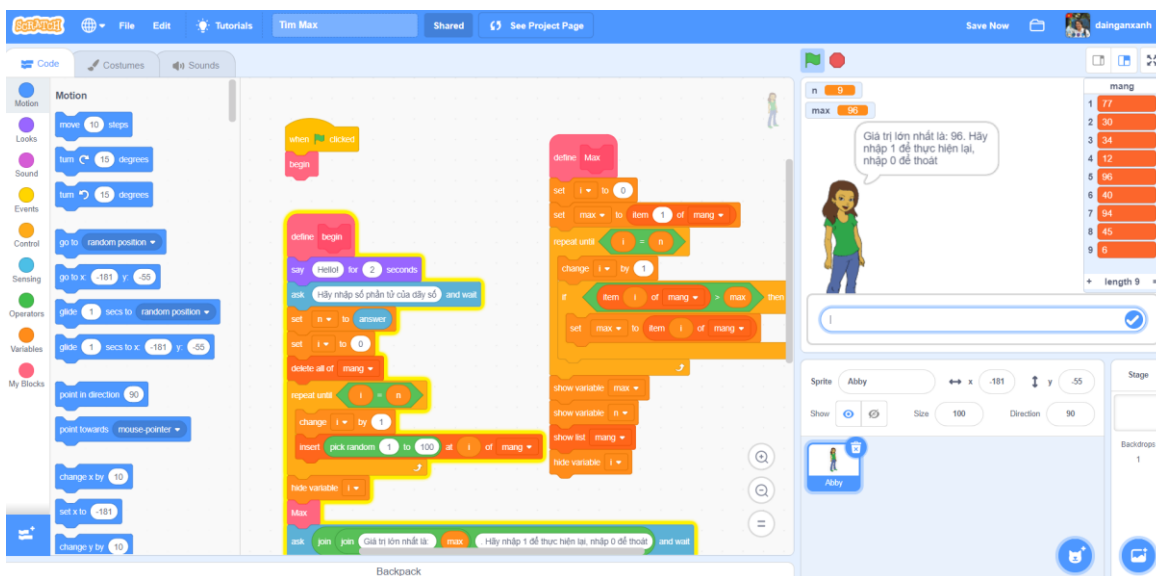 SCRATCH File Edit Tutorials Tim Max Shared See Project Page Save Now dainganxanh
Code Costumes Sounds
Motion
Looks
Sound
Events
Control
Sensing
Operators
Variables
My Blocks
Motion
move 10 steps
turn 15 degrees
turn 15 degrees
go to random position
go to x: -181 y: -55
glide 1 secs to random position
glide 1 secs to x: -181 y: -55
point in direction 90
point towards mouse-pointer
change x by 10
set x to -181
change y by 10
when clicked
begin
define begin
say Hello! for 2 seconds
ask Hãy nhập số phần tử của dãy số and wait
set n to answer
set i to 0
delete all of mang
repeat until i = n
change i by 1
insert pick random 1 to 100 at i of mang
hide variable i
Max
ask join join Giá trị lớn nhất là: max . Hãy nhập 1 để thực hiện lại, nhập 0 để thoát and wait
define Max
set i to 0
set max to item 1 of mang
repeat until i = n
change i by 1
if item i of mang > max then
set max to item i of mang
show variable max
show variable n
show list mang
hide variable i
Backpack
n 9
max 96
Giá trị lớn nhất là: 96. Hãy
nhập 1 để thực hiện lại,
nhập 0 để thoát
mang
1 77
2 30
3 34
4 12
5 96
6 40
7 94
8 45
9 6
+ length 9 =
Sprite Abby x -181 y -55
Show Size 100 Direction 90
Abby
Stage
Backdrops
1